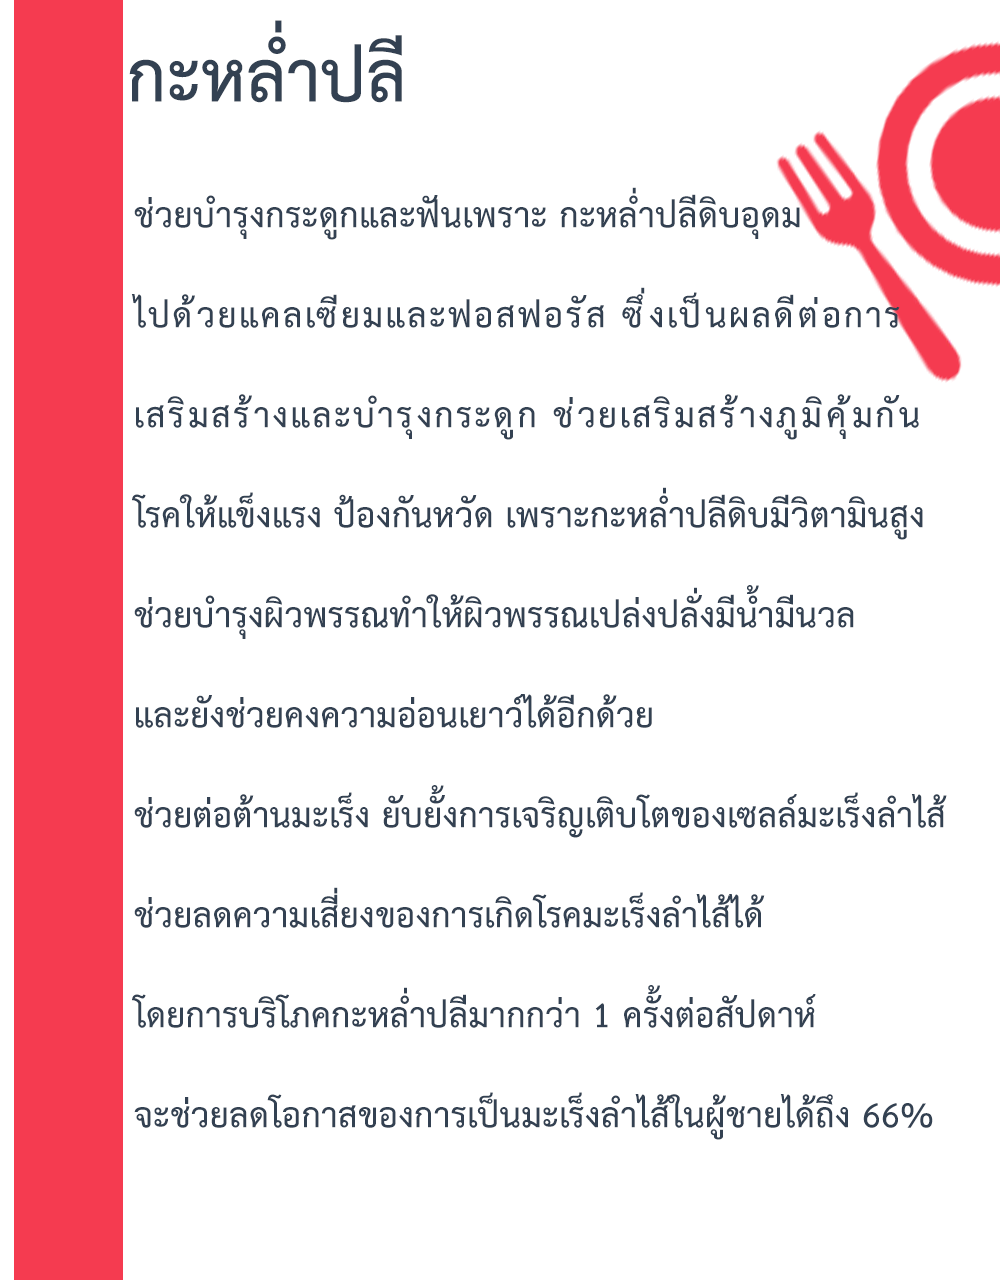 กะหล่ำปลี
ช่วยบำรุงกระดูกและฟันเพราะ กะหล่ำปลีดิบอุดม
ไปด้วยแคลเซียมและฟอสฟอรัส ซึ่งเป็นผลดีต่อการ
เสริมสร้างและบำรุงกระดูก ช่วยเสริมสร้างภูมิคุ้มกัน
โรคให้แข็งแรง ป้องกันหวัด เพราะกะหล่ำปลีดิบมีวิตามินสูง
ช่วยบำรุงผิวพรรณทำให้ผิวพรรณเปล่งปลั่งมีน้ำมีนวล
และยังช่วยคงความอ่อนเยาว์ได้อีกด้วย
ช่วยต่อต้านมะเร็ง ยับยั้งการเจริญเติบโตของเซลล์มะเร็งลำไส้
ช่วยลดความเสี่ยงของการเกิดโรคมะเร็งลำไส้ได้
โดยการบริโภคกะหล่ำปลีมากกว่า 1 ครั้งต่อสัปดาห์
จะช่วยลดโอกาสของการเป็นมะเร็งลำไส้ในผู้ชายได้ถึง 66%